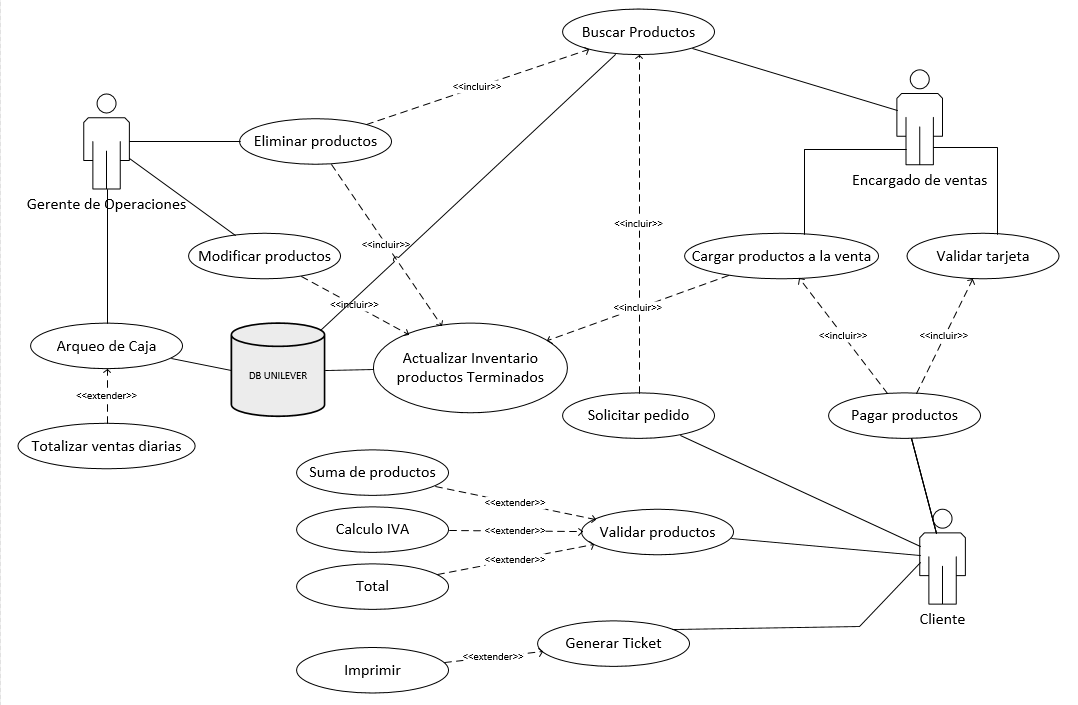 Buscar Productos
<<incluir>>
Eliminar productos
Gerente de Operaciones
Encargado de ventas
<<incluir>>
<<incluir>>
Modificar productos
Cargar productos a la venta
Validar tarjeta
<<incluir>>
<<incluir>>
<<incluir>>
<<incluir>>
Arqueo de Caja
DB UNILEVER
Actualizar Inventario
productos Terminados
<<extender>>
Solicitar pedido
Pagar productos
Totalizar ventas diarias
Suma de productos
<<extender>>
Calculo IVA
<<extender>>
Validar productos
<<extender>>
Total
Cliente
Generar Ticket
<<extender>>
Imprimir